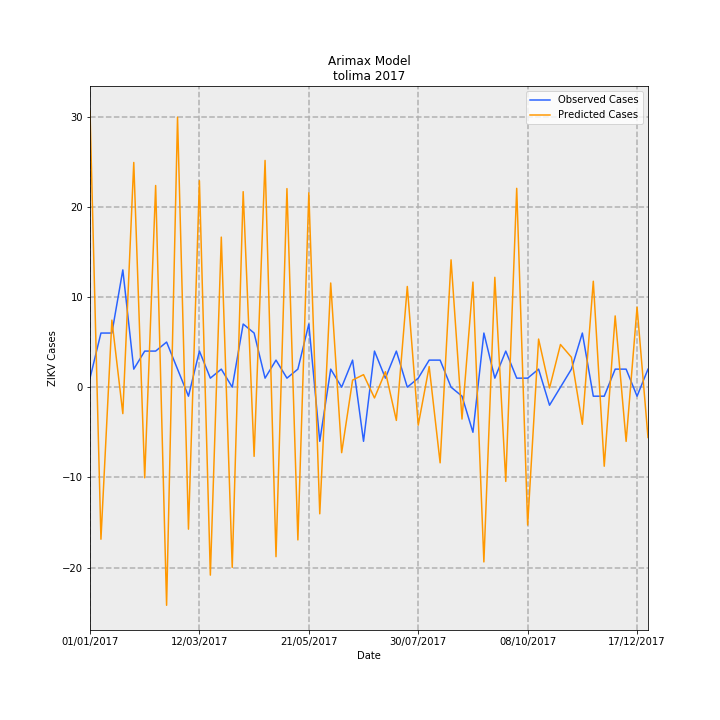 Arimax Model
tolima 2017
Observed Cases
Predicted Cases
ZIKV Cases
30
20
10
0
−10
−20
01/01/2017
12/03/2017
21/05/2017
30/07/2017
08/10/2017
17/12/2017
Date